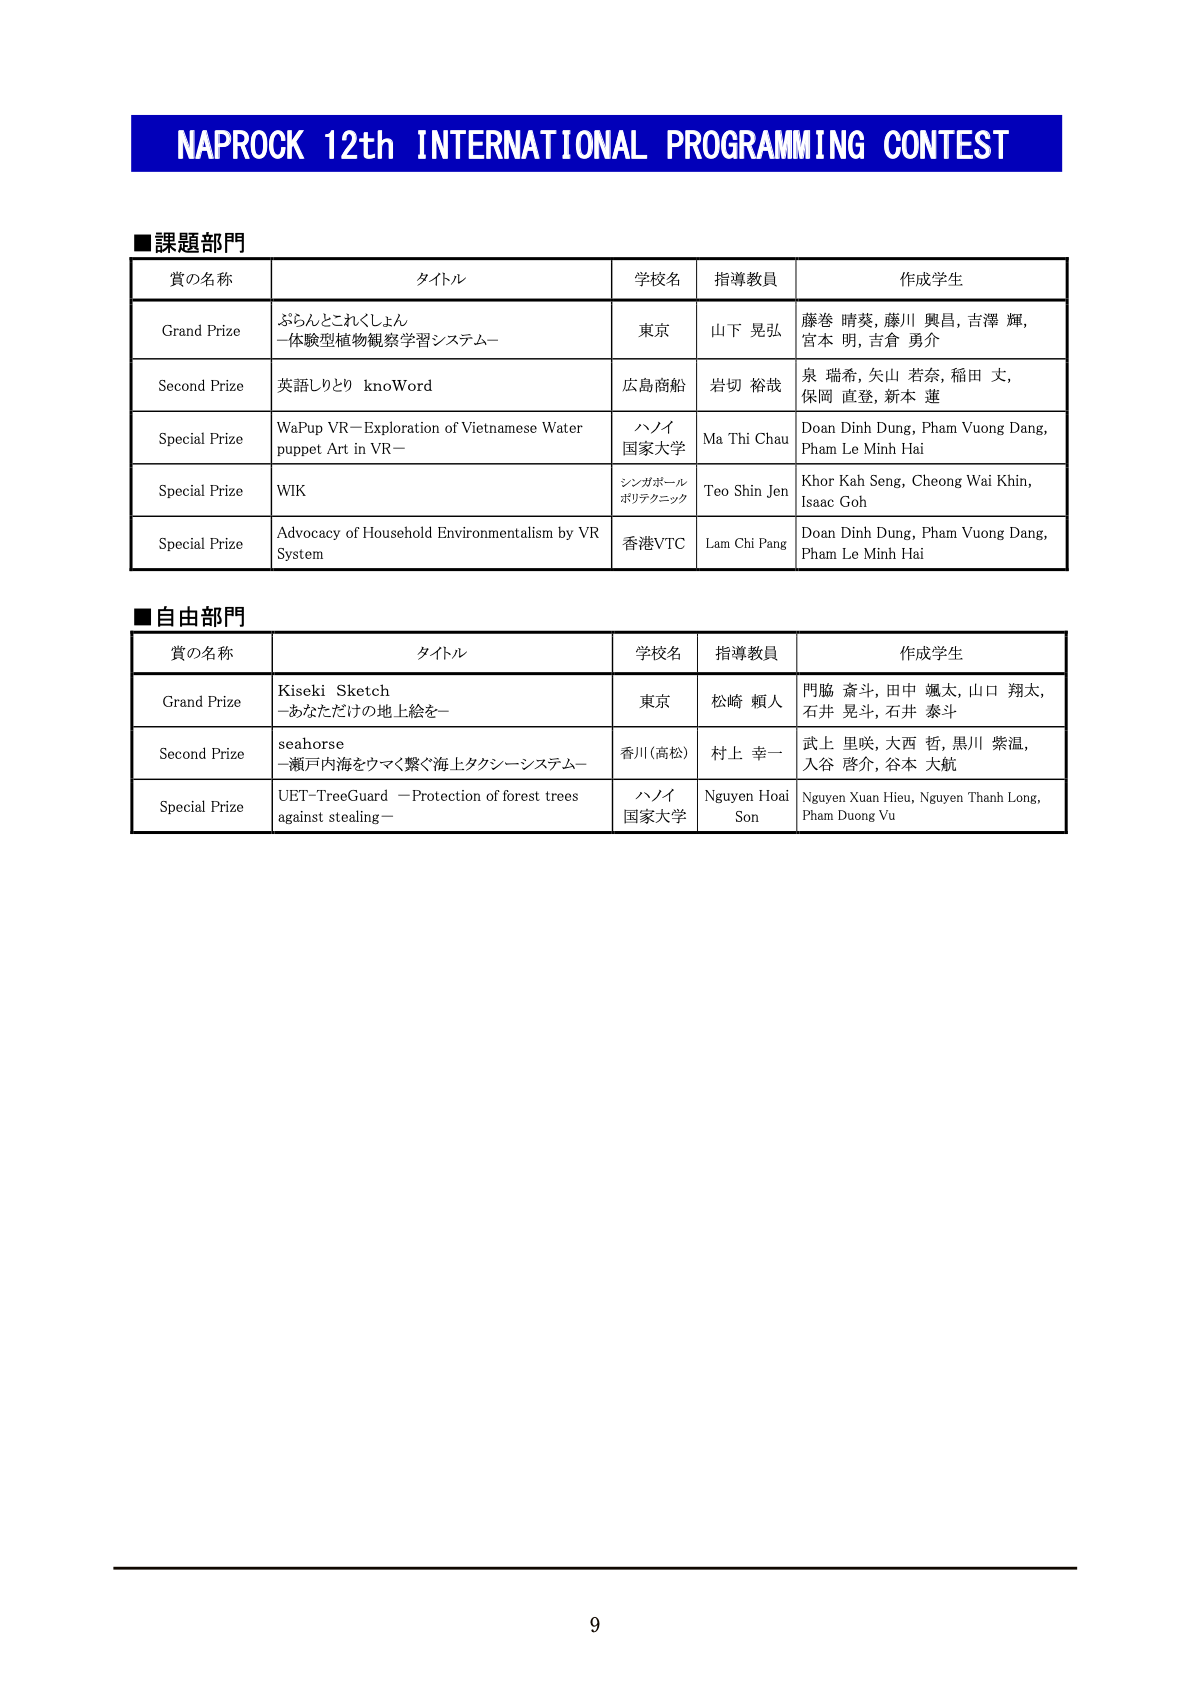 NAPROCK 12th INTERNATIONAL PROGRAMMING CONTEST
■課題部門
賞の名称 タイトル 学校名 指導教員 作成学生
Grand Prize
ぷらんとこれくしょん
−体験型植物観察学習システム−
東京
山下 晃弘
藤巻 晴葵, 藤川 興昌, 吉澤 輝,
宮本 明, 吉倉 勇介
Second Prize
英語しりとり knoWord
広島商船
岩切 裕哉
泉 瑞希, 矢山 若奈, 稲田 丈,
保岡 直登, 新本 蓮
Special Prize
WaPup VR－Exploration of Vietnamese Water
puppet Art in VR－
ハノイ
国家大学
Ma Thi Chau
Doan Dinh Dung, Pham Vuong Dang,
Pham Le Minh Hai
Special Prize
WIK
シンガポール
ポリテクニック
Teo Shin Jen
Khor Kah Seng, Cheong Wai Khin,
Isaac Goh
Special Prize
Advocacy of Household Environmentalism by VR
System
香港VTC
Lam Chi Pang
Doan Dinh Dung, Pham Vuong Dang,
Pham Le Minh Hai
■自由部門
賞の名称 タイトル 学校名 指導教員 作成学生
Grand Prize
Kiseki Sketch
−あなただけの地上絵を−
東京
松崎 頼人
門脇 斎斗, 田中 颯太, 山口 翔太,
石井 晃斗, 石井 泰斗
Second Prize
seahorse
−瀬戸内海をウマく繋ぐ海上タクシーシステム−
香川(高松)
村上 幸一
武上 里咲, 大西 哲, 黒川 紫温,
入谷 啓介, 谷本 大航
Special Prize
UET-TreeGuard －Protection of forest trees
against stealing－
ハノイ
国家大学
Nguyen Hoai
Son
Nguyen Xuan Hieu, Nguyen Thanh Long,
Pham Duong Vu
9